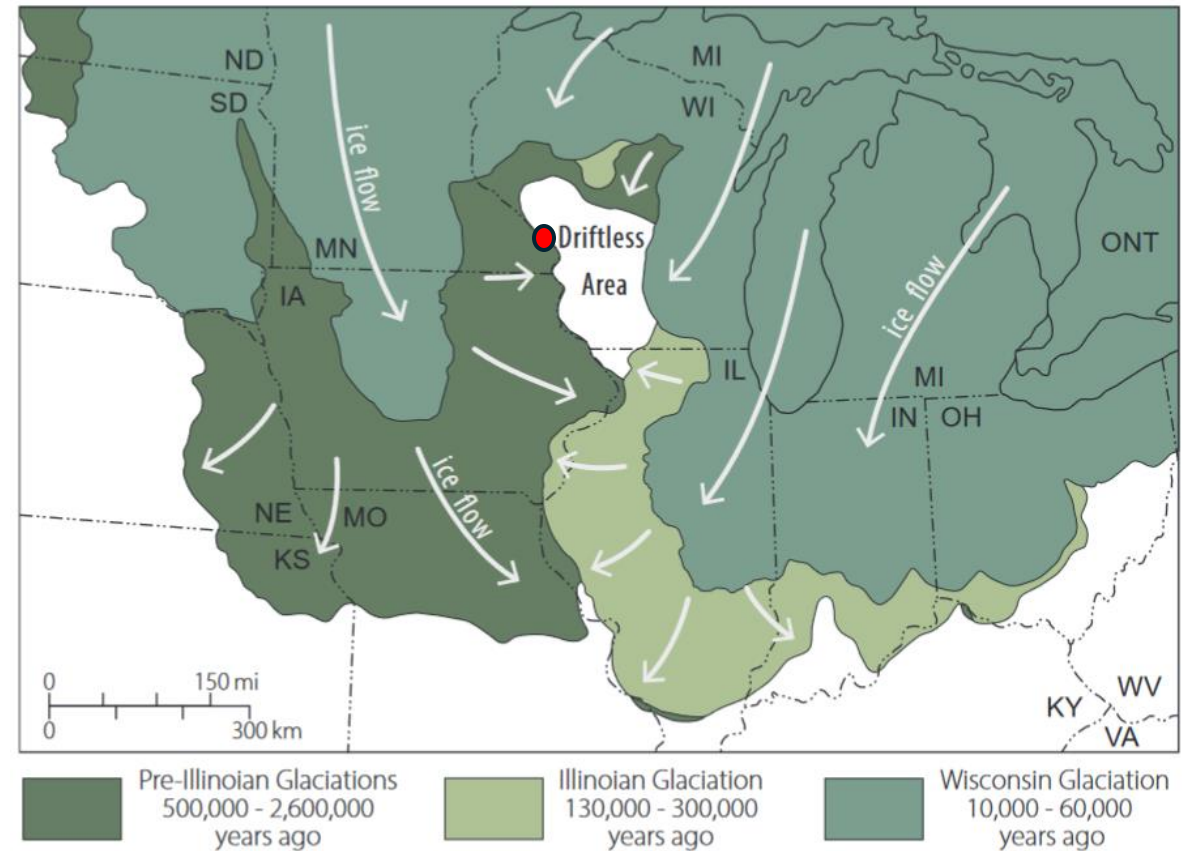 ND
MI
SD
WI
ice flow
Driftless
ONT
MN
Area
ice flow
IA
IL
MI
IN
OH
ice flow
NE
MO
KS
0
150 mi
0
300 km
WV
KY
VA
Pre-Illinoian Glaciations
500,000 - 2,600,000
years ago
Illinoian Glaciation
130,000 - 300,000
years ago
Wisconsin Glaciation
10,000 - 60,000
years ago